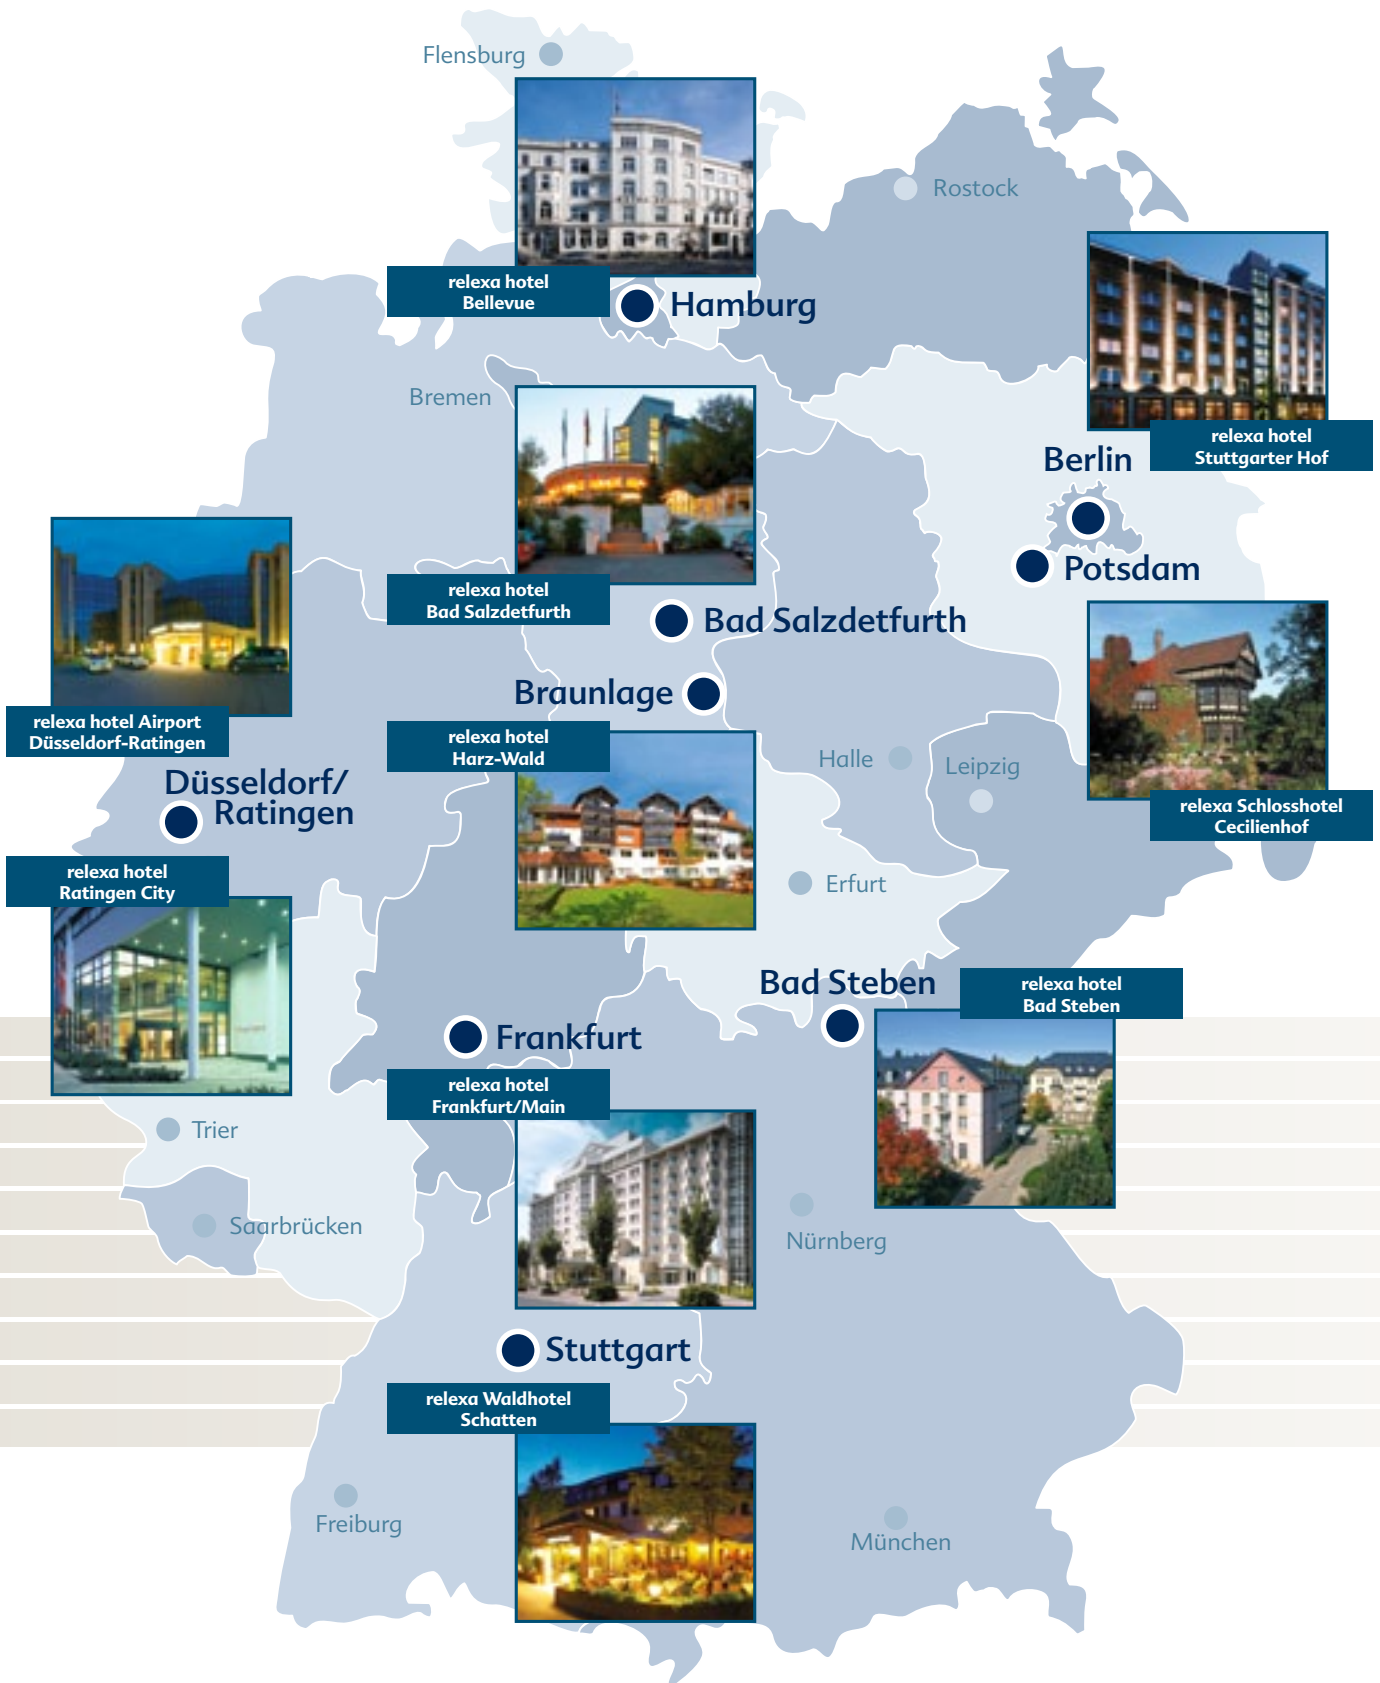 Flensburg
Rostock
relexa hotel
Bellevue
Hamburg
Bremen
relexa hotel
Stuttgarter Hof
Berlin
Potsdam
relexa hotel
Bad Salzdetfurth
Bad Salzdetfurth
Braunlage
relexa hotel Airport
Düsseldorf-Ratingen
relexa hotel
Harz-Wald
Düsseldorf/
Ratingen
Halle
Leipzig
relexa Schlosshotel
Cecilienhof
relexa hotel
Ratingen City
Erfurt
Bad Steben
relexa hotel
Bad Steben
Frankfurt
relexa hotel
Frankfurt/Main
Trier
Saarbrücken
Nürnberg
Stuttgart
relexa Waldhotel
Schatten
Freiburg
München